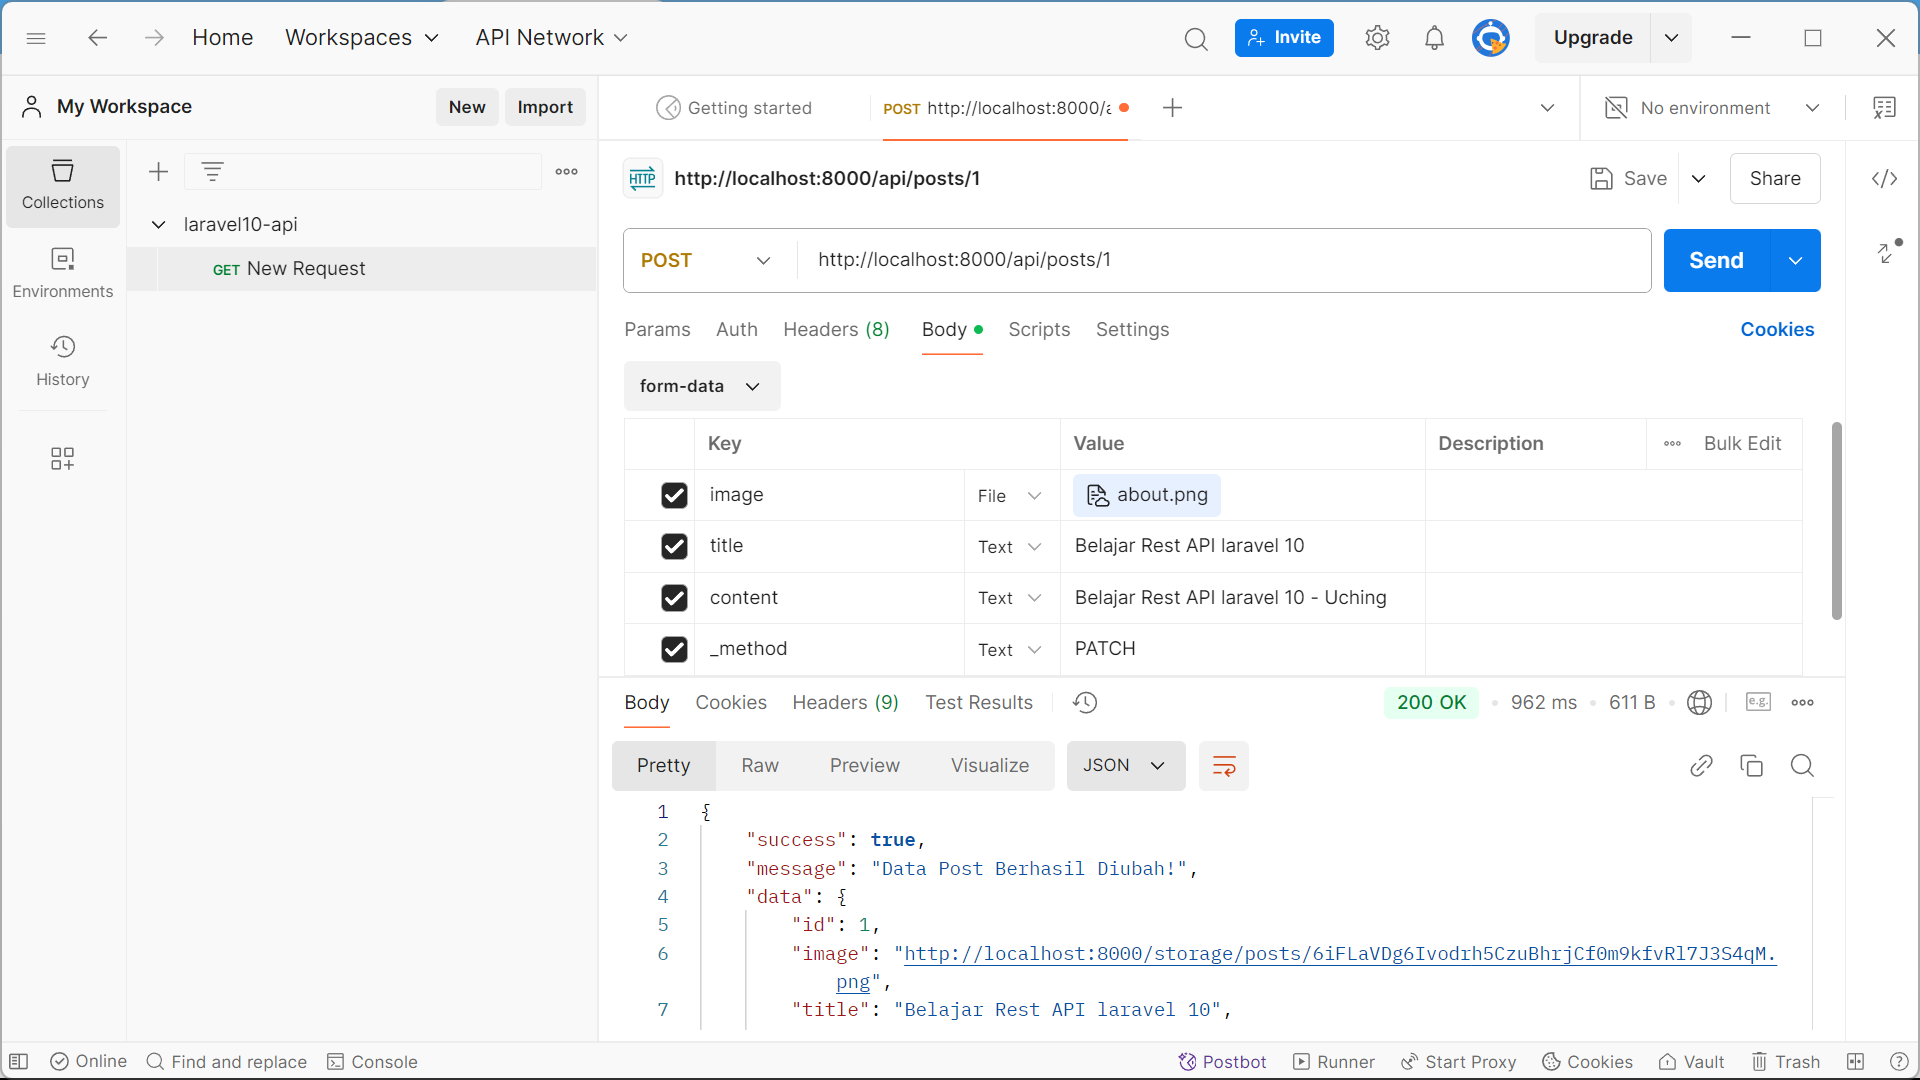 Home Workspaces API Network Invite Upgrade
My Workspace New Import Getting started POST http://localhost:8000/a No environment
Collections
Environments
History
laravel10-api
GET New Request
HTTP http://localhost:8000/api/posts/1 Save Share
POST http://localhost:8000/api/posts/1 Send
Params Auth Headers (8) Body Scripts Settings Cookies
form-data
Key Value Description Bulk Edit
image File about.png
title Text Belajar Rest API laravel 10
content Text Belajar Rest API laravel 10 - Uching
_method Text PATCH
Body Cookies Headers (9) Test Results 200 OK 962 ms 611 B e.g.
Pretty Raw Preview Visualize JSON
1 {
2 "success": true,
3 "message": "Data Post Berhasil Diubah!",
4 "data": {
5 "id": 1,
6 "image": "http://localhost:8000/storage/posts/6iFLaVDg6Ivodrh5CzuBhrjCf0m9kfvRl7J3S4qM.
png",
7 "title": "Belajar Rest API laravel 10",
Online Find and replace Console Postbot Runner Start Proxy Cookies Vault Trash